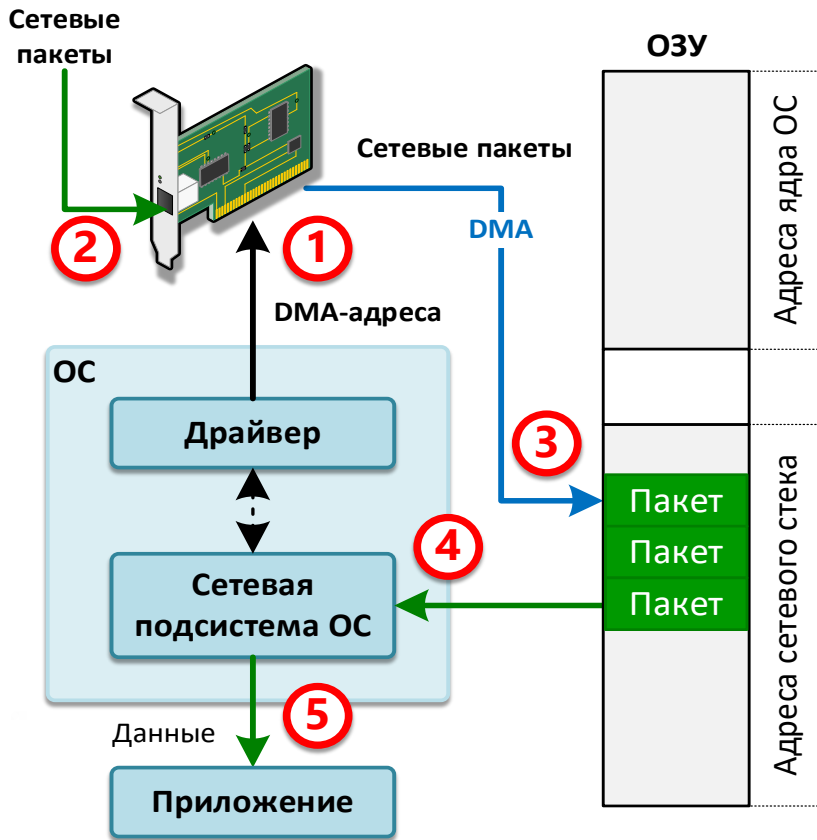 Сетевые
пакеты
ОЗУ
Адреса ядра ОС
Сетевые пакеты
DMA
2
1
DMA-адреса
ОС
Драйвер
3
Пакет
Пакет
Пакет
Адреса сетевого стека
4
Сетевая
подсистема ОС
5
Данные
Приложение